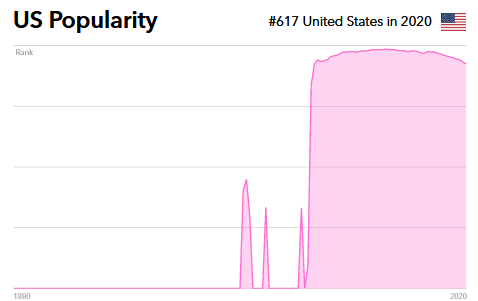 US Popularity
#617 United States in 2020
Rank
1880
2020